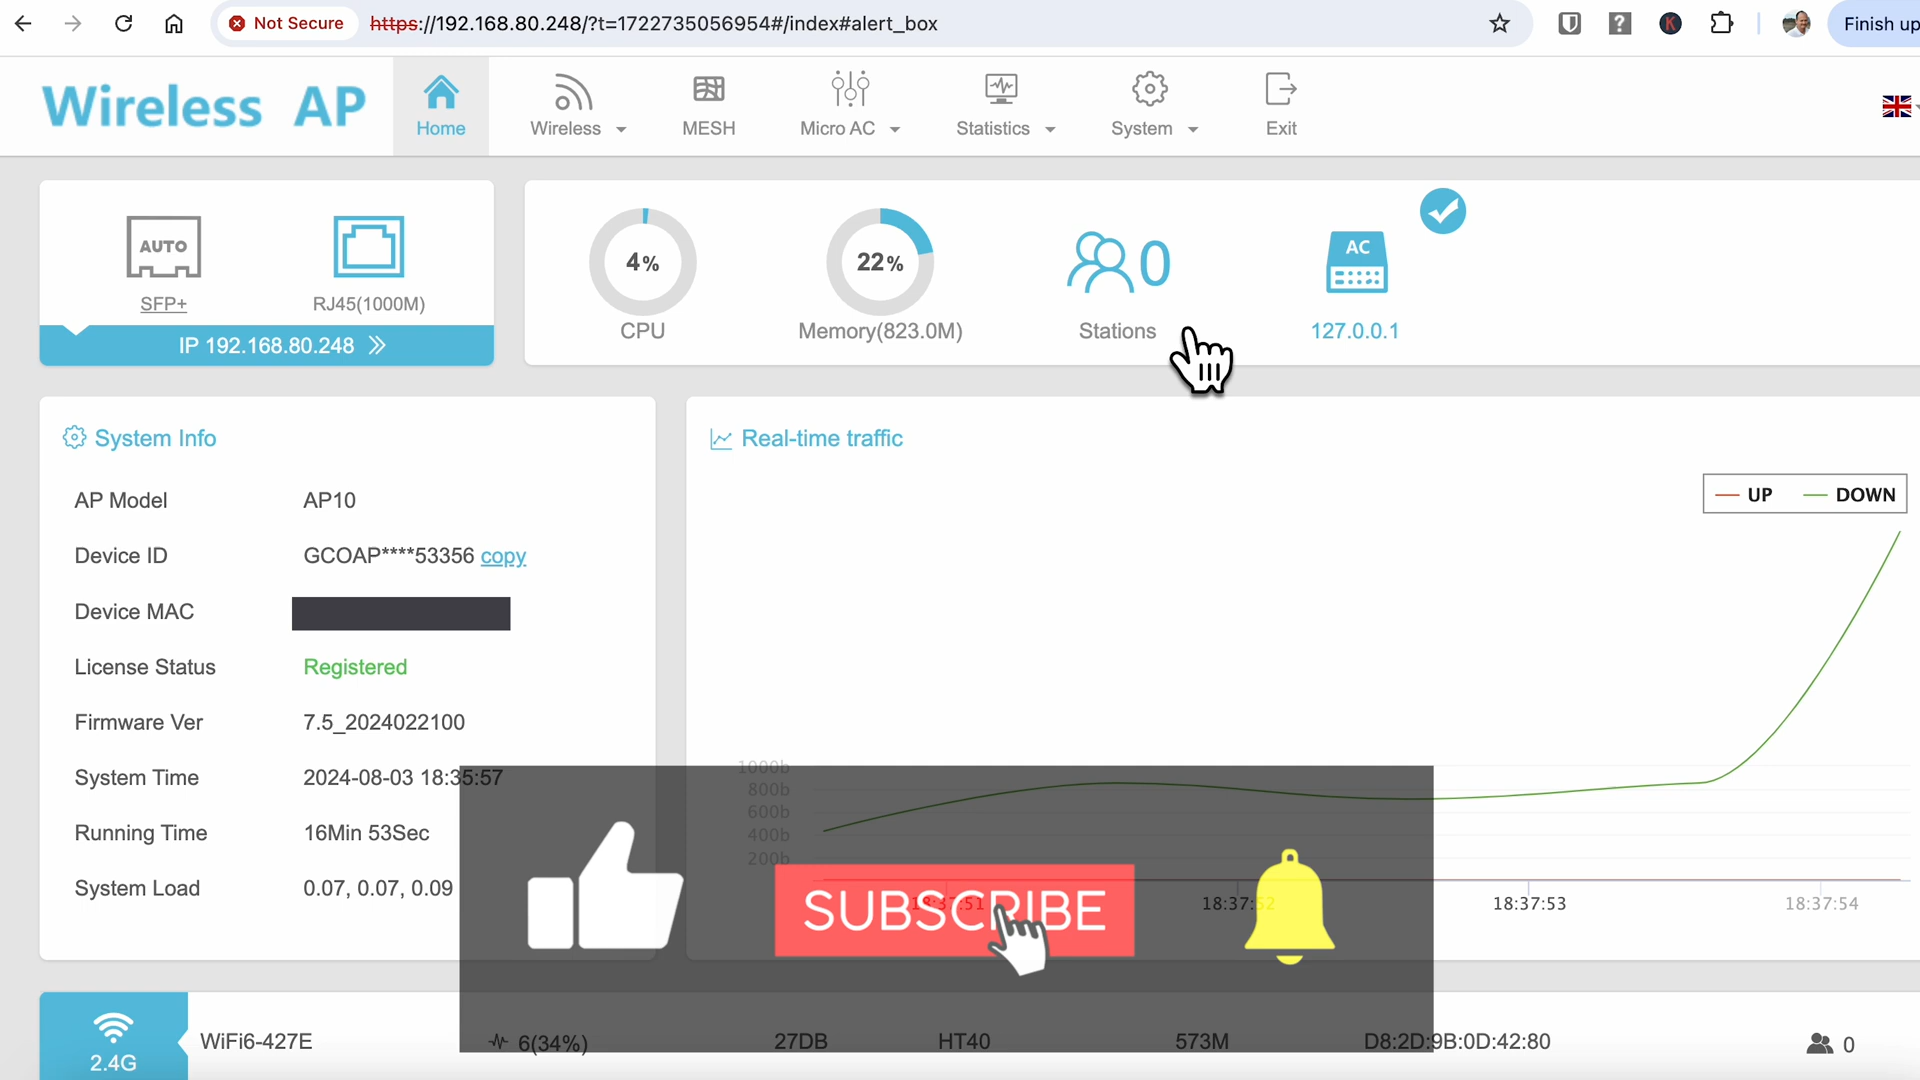 Not Secure
https://192.168.80.248/?t=1722735056954#/index#alert_box
Finish up
Wireless AP
Home
Wireless
MESH
Micro AC
Statistics
System
Exit
AUTO
SFP+
RJ45(1000M)
IP 192.168.80.248
4%
CPU
22%
Memory(823.0M)
0
Stations
AC
127.0.0.1
System Info
AP Model AP10
Device ID GCOAP****53356 copy
Device MAC
License Status Registered
Firmware Ver 7.5_2024022100
System Time 2024-08-03 18:35:57
Running Time 16Min 53Sec
System Load 0.07, 0.07, 0.09
Real-time traffic
UP DOWN
1000b
800b
600b
400b
200b
18:37:51 18:37:52 18:37:53 18:37:54
SUBSCRIBE
2.4G
WiFi6-427E 6(34%) 27DB HT40 573M D8:2D:9B:0D:42:80 0